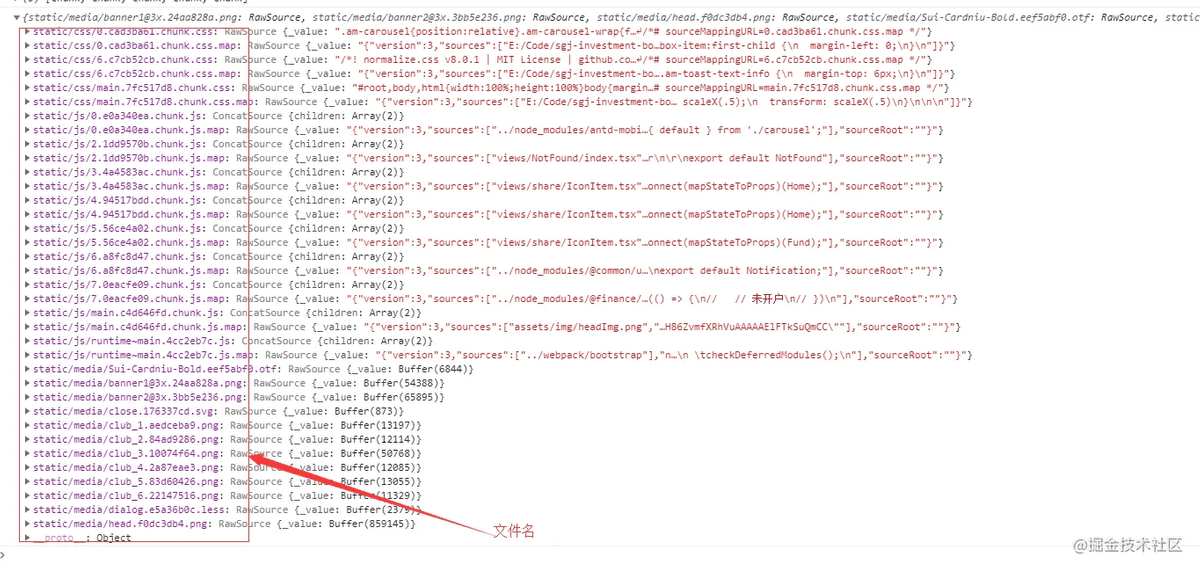 {static/media/banner1@3x.24aa828a.png: RawSource, static/media/banner2@3x.3bb5e236.png: RawSource, static/media/head.f0dc3db4.png: RawSource, static/media/Sui-Cardniu-Bold.eef5abf0.otf: RawSource, static/
static/css/0.cad3ba61.chunk.css: RawSource {_value: ".am-carousel{position:relative}.am-carousel-wrap{f…↵/*# sourceMappingURL=0.cad3ba61.chunk.css.map */"}
static/css/0.cad3ba61.chunk.css.map: RawSource {_value: "{"version":3,"sources":["E:/Code/sgj-investment-bo…box-item:first-child {\n  margin-left: 0;\n}\n"]}"}
static/css/6.c7cb52cb.chunk.css: RawSource {_value: "/*! normalize.css v8.0.1 | MIT License | github.co…↵/*# sourceMappingURL=6.c7cb52cb.chunk.css.map */"}
static/css/6.c7cb52cb.chunk.css.map: RawSource {_value: "{"version":3,"sources":["E:/Code/sgj-investment-bo….am-toast-text-info {\n  margin-top: 6px;\n}\n"]}"}
static/css/main.7fc517d8.chunk.css: RawSource {_value: "#root,body,html{width:100%;height:100%}body{margin…# sourceMappingURL=main.7fc517d8.chunk.css.map */"}
static/css/main.7fc517d8.chunk.css.map: RawSource {_value: "{"version":3,"sources":["E:/Code/sgj-investment-bo… scaleX(.5);\n  transform: scaleX(.5)\n}\n\n\n"]}"}
static/js/0.e0a340ea.chunk.js: ConcatSource {children: Array(2)}
static/js/0.e0a340ea.chunk.js.map: RawSource {_value: "{"version":3,"sources":["../node_modules/antd-mobi…{ default } from './carousel';"],"sourceRoot":""}"}
static/js/2.1dd9570b.chunk.js: ConcatSource {children: Array(2)}
static/js/2.1dd9570b.chunk.js.map: RawSource {_value: "{"version":3,"sources":["views/NotFound/index.tsx"…r\n\r\nexport default NotFound"],"sourceRoot":""}"}
static/js/3.4a4583ac.chunk.js: ConcatSource {children: Array(2)}
static/js/3.4a4583ac.chunk.js.map: RawSource {_value: "{"version":3,"sources":["views/share/IconItem.tsx"…onnect(mapStateToProps)(Home);"],"sourceRoot":""}"}
static/js/4.94517bdd.chunk.js: ConcatSource {children: Array(2)}
static/js/4.94517bdd.chunk.js.map: RawSource {_value: "{"version":3,"sources":["views/share/IconItem.tsx"…onnect(mapStateToProps)(Home);"],"sourceRoot":""}"}
static/js/5.56ce4a02.chunk.js: ConcatSource {children: Array(2)}
static/js/5.56ce4a02.chunk.js.map: RawSource {_value: "{"version":3,"sources":["views/share/IconItem.tsx"…onnect(mapStateToProps)(Fund);"],"sourceRoot":""}"}
static/js/6.a8fc8d47.chunk.js: ConcatSource {children: Array(2)}
static/js/6.a8fc8d47.chunk.js.map: RawSource {_value: "{"version":3,"sources":["../node_modules/@common/u…\nexport default Notification;"],"sourceRoot":""}"}
static/js/7.0eacfe09.chunk.js: ConcatSource {children: Array(2)}
static/js/7.0eacfe09.chunk.js.map: RawSource {_value: "{"version":3,"sources":["../node_modules/@finance/…(() => {\n//   // 未开户\n// })\n"],"sourceRoot":""}"}
static/js/main.c4d646fd.chunk.js: ConcatSource {children: Array(2)}
static/js/main.c4d646fd.chunk.js.map: RawSource {_value: "{"version":3,"sources":["assets/img/headImg.png","…H86ZvmfXRhVuAAAAAElFTkSuQmCC\""],"sourceRoot":""}"}
static/js/runtime~main.4cc2eb7c.js: ConcatSource {children: Array(2)}
static/js/runtime~main.4cc2eb7c.js.map: RawSource {_value: "{"version":3,"sources":["../webpack/bootstrap"],"n…\n \tcheckDeferredModules();\n"],"sourceRoot":""}"}
static/media/Sui-Cardniu-Bold.eef5abf0.otf: RawSource {_value: Buffer(6844)}
static/media/banner1@3x.24aa828a.png: RawSource {_value: Buffer(54388)}
static/media/banner2@3x.3bb5e236.png: RawSource {_value: Buffer(65895)}
static/media/close.176337cd.svg: RawSource {_value: Buffer(873)}
static/media/club_1.aedceba9.png: RawSource {_value: Buffer(13197)}
static/media/club_2.84ad9286.png: RawSource {_value: Buffer(12114)}
static/media/club_3.10074f64.png: RawSource {_value: Buffer(50768)}
static/media/club_4.2a87eae3.png: RawSource {_value: Buffer(12085)}
static/media/club_5.83d60426.png: RawSource {_value: Buffer(13055)}
static/media/club_6.22147516.png: RawSource {_value: Buffer(11329)}
static/media/dialog.e5a36b0c.less: RawSource {_value: Buffer(2379)}
static/media/head.f0dc3db4.png: RawSource {_value: Buffer(859145)}
文件名
__proto__: Object
@掘金技术社区